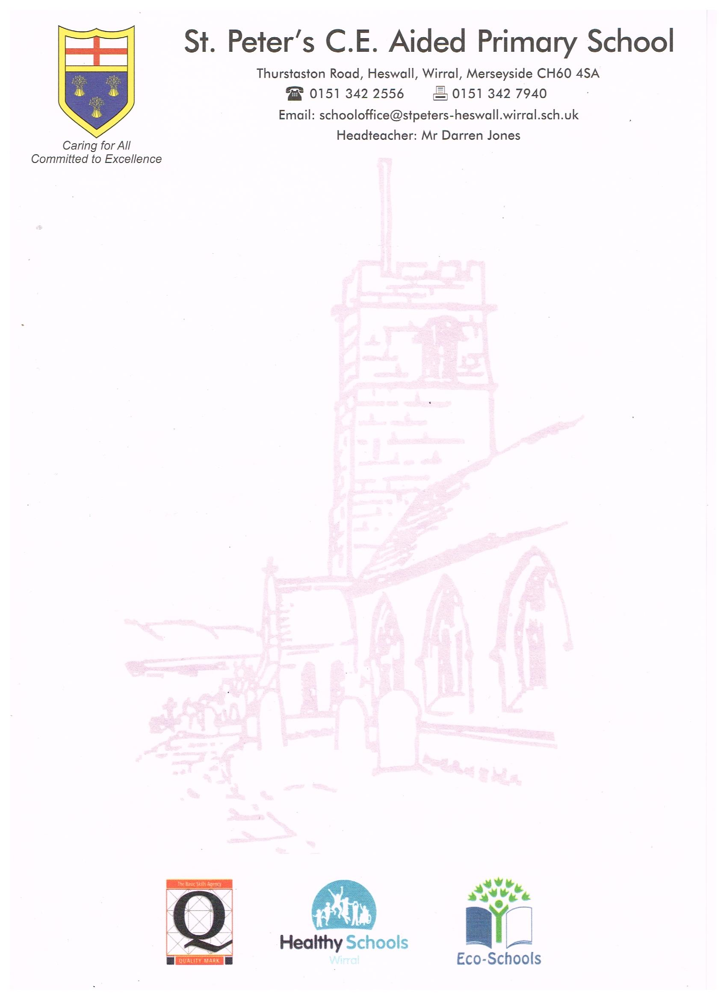 St. Peter's C.E. Aided Primary School
Thurstaston Road, Heswall, Wirral, Merseyside CH60 4SA
0151 342 2556 0151 342 7940
Email: schooloffice@stpeters-heswall.wirral.sch.uk
Headteacher: Mr Darren Jones
Caring for All
Committed to Excellence
The Basic Skills Agency
Q
QUALITY MARK
Healthy Schools
Wirral
Eco-Schools